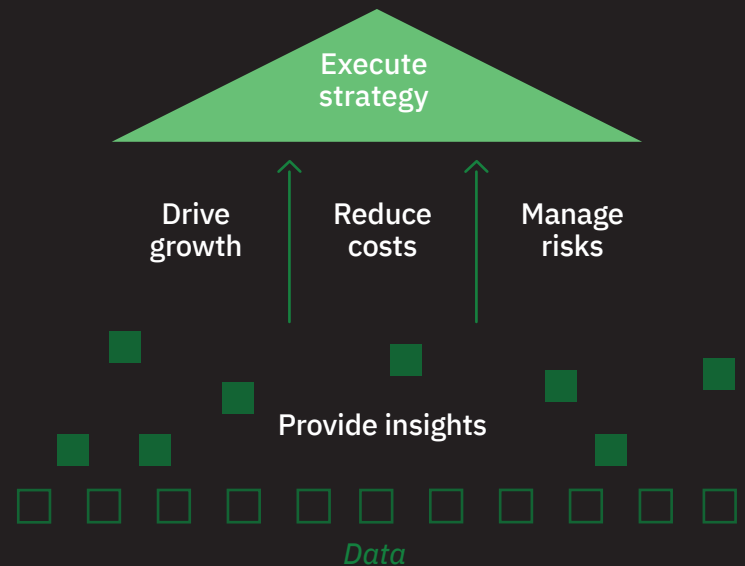 Execute
strategy
Drive
growth
Reduce
costs
Manage
risks
Provide insights
Data